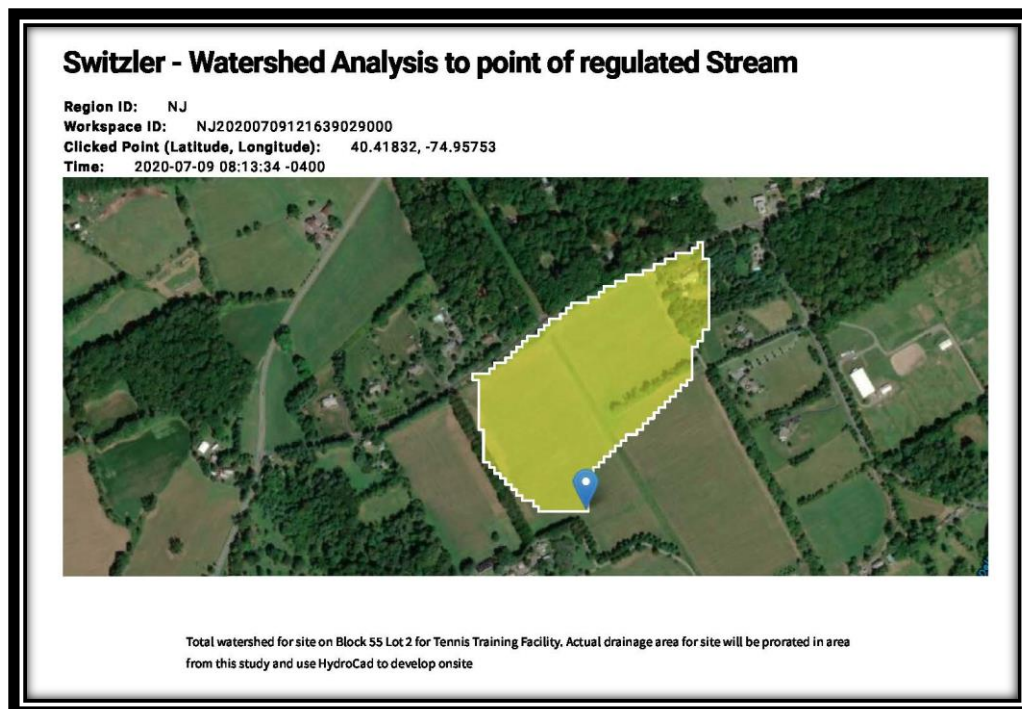 Switzler - Watershed Analysis to point of regulated Stream
Region ID: NJ
Workspace ID: NJ20200709121639029000
Clicked Point (Latitude, Longitude): 40.41832, -74.95753
Time: 2020-07-09 08:13:34 -0400
Total watershed for site on Block 55 Lot 2 for Tennis Training Facility. Actual drainage area for site will be prorated in area
from this study and use HydroCad to develop onsite